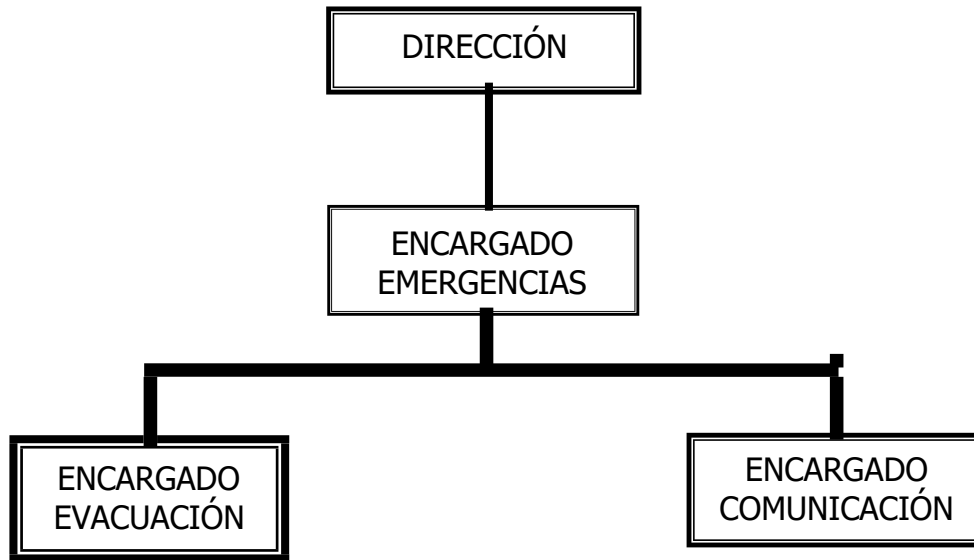 DIRECCIÓN
ENCARGADO
EMERGENCIAS
ENCARGADO
EVACUACIÓN
ENCARGADO
COMUNICACIÓN